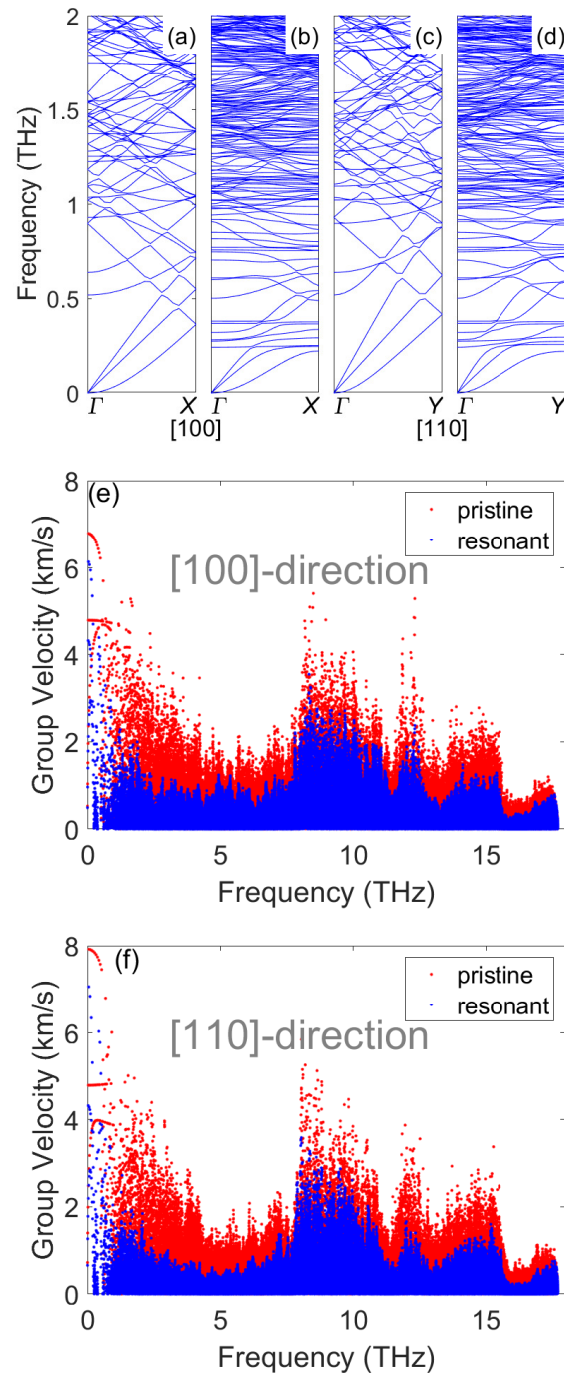 (a) (b) (c) (d)
2
1.5
1
0.5
0
Frequency (THz)
Γ X Γ X Γ Y Γ Y
[100] [110]
(e)
pristine
resonant
[100]-direction
8
6
4
2
0
Group Velocity (km/s)
0 5 10 15
Frequency (THz)
(f)
pristine
resonant
[110]-direction
8
6
4
2
0
Group Velocity (km/s)
0 5 10 15
Frequency (THz)